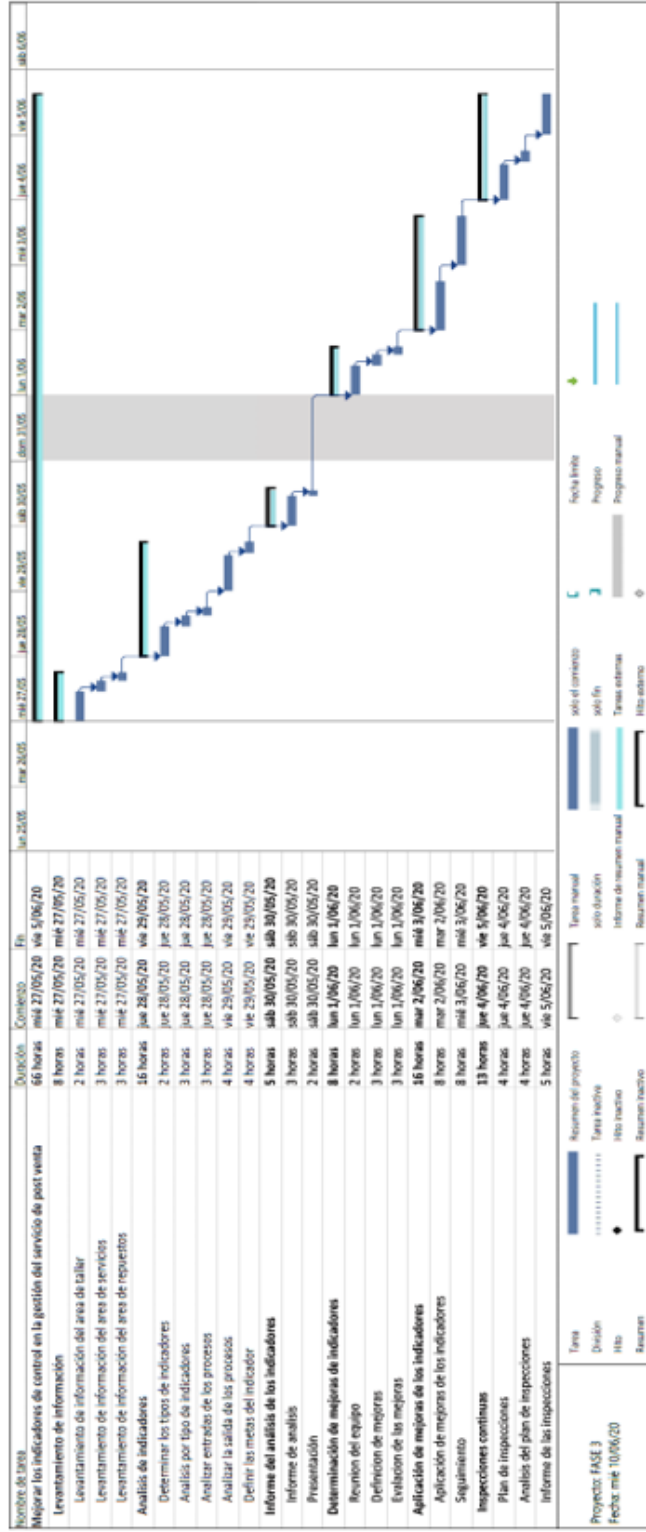 Nombre de tarea Duración Comienzo Fin lun 25/05 mar 26/05 mié 27/05 jue 28/05 vie 29/05 sáb 30/05 dom 31/05 lun 1/06 mar 2/06 mié 3/06 jue 4/06 vie 5/06 sáb 6/06
Mejorar los indicadores de control en la gestión del servicio de post venta 66 horas mié 27/05/20 vie 5/06/20
Levantamiento de información 8 horas mié 27/05/20 mié 27/05/20
Levantamiento de información del area de taller 2 horas mié 27/05/20 mié 27/05/20
Levantamiento de información del area de servicios 3 horas mié 27/05/20 mié 27/05/20
Levantamiento de información del area de repuestos 3 horas mié 27/05/20 mié 27/05/20
Analisis de indicadores 16 horas jue 28/05/20 vie 29/05/20
Determinar los tipos de indicadores 2 horas jue 28/05/20 jue 28/05/20
Analisis por tipo de indicadores 3 horas jue 28/05/20 jue 28/05/20
Analizar entradas de los procesos 3 horas jue 28/05/20 jue 28/05/20
Analizar la salida de los procesos 4 horas vie 29/05/20 vie 29/05/20
Definir las metas del indicador 4 horas vie 29/05/20 vie 29/05/20
Informe del análisis de los indicadores 5 horas sáb 30/05/20 sáb 30/05/20
Informe de analisis 3 horas sáb 30/05/20 sáb 30/05/20
Presentación 2 horas sáb 30/05/20 sáb 30/05/20
Determinación de mejoras de indicadores 8 horas lun 1/06/20 lun 1/06/20
Reunion del equipo 2 horas lun 1/06/20 lun 1/06/20
Definicion de mejoras 3 horas lun 1/06/20 lun 1/06/20
Evalacion de las mejoras 3 horas lun 1/06/20 lun 1/06/20
Aplicación de mejoras de los indicadores 16 horas mar 2/06/20 mié 3/06/20
Aplicación de mejoras de los indicadores 8 horas mar 2/06/20 mar 2/06/20
Seguimiento 8 horas mié 3/06/20 mié 3/06/20
Inspecciones continuas 13 horas jue 4/06/20 vie 5/06/20
Plan de inspecciones 4 horas jue 4/06/20 jue 4/06/20
Analisis del plan de inspecciones 4 horas jue 4/06/20 jue 4/06/20
Informe de las inspecciones 5 horas vie 5/06/20 vie 5/06/20
Proyecto: FASE 3
Fecha: mié 10/06/20
Tarea Resumen del proyecto Tarea manual solo el comienzo Fecha límite
División Tarea inactiva solo duración solo fin Progreso
Hito Hito inactivo Informe de resumen manual Tareas externas Progreso manual
Resumen Resumen inactivo Resumen manual Hito externo